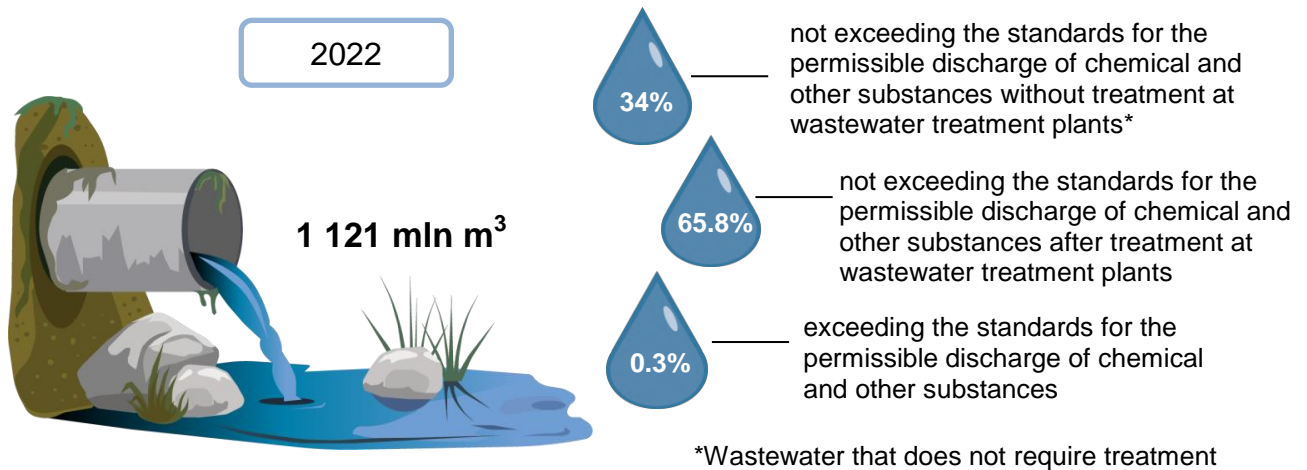 2022
1 121 mln m³
34%
not exceeding the standards for the
permissible discharge of chemical and
other substances without treatment at
wastewater treatment plants*
65.8%
not exceeding the standards for the
permissible discharge of chemical and
other substances after treatment at
wastewater treatment plants
0.3%
exceeding the standards for the
permissible discharge of chemical
and other substances
*Wastewater that does not require treatment